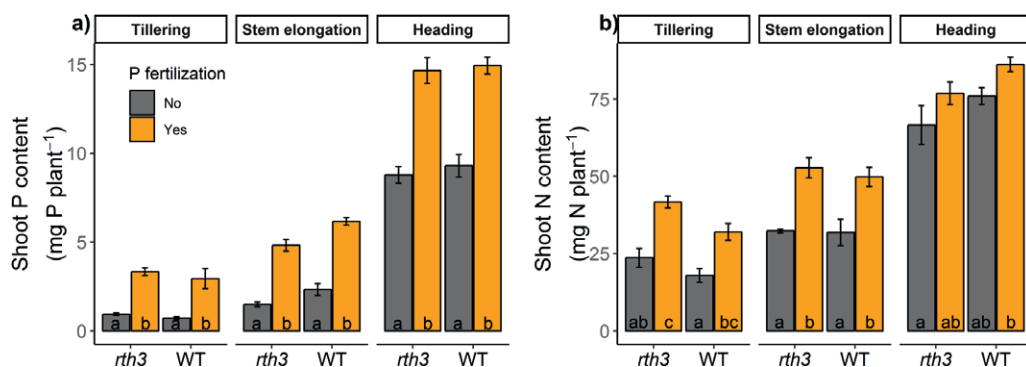 a)
Tillering Stem elongation Heading
P fertilization
No
Yes
Shoot P content
(mg P plant⁻¹)
15
10
5
0
a b a b a b a b a b a b
rth3 WT rth3 WT rth3 WT
b)
Tillering Stem elongation Heading
Shoot N content
(mg N plant⁻¹)
75
50
25
0
ab c a bc a b a b a ab ab b
rth3 WT rth3 WT rth3 WT